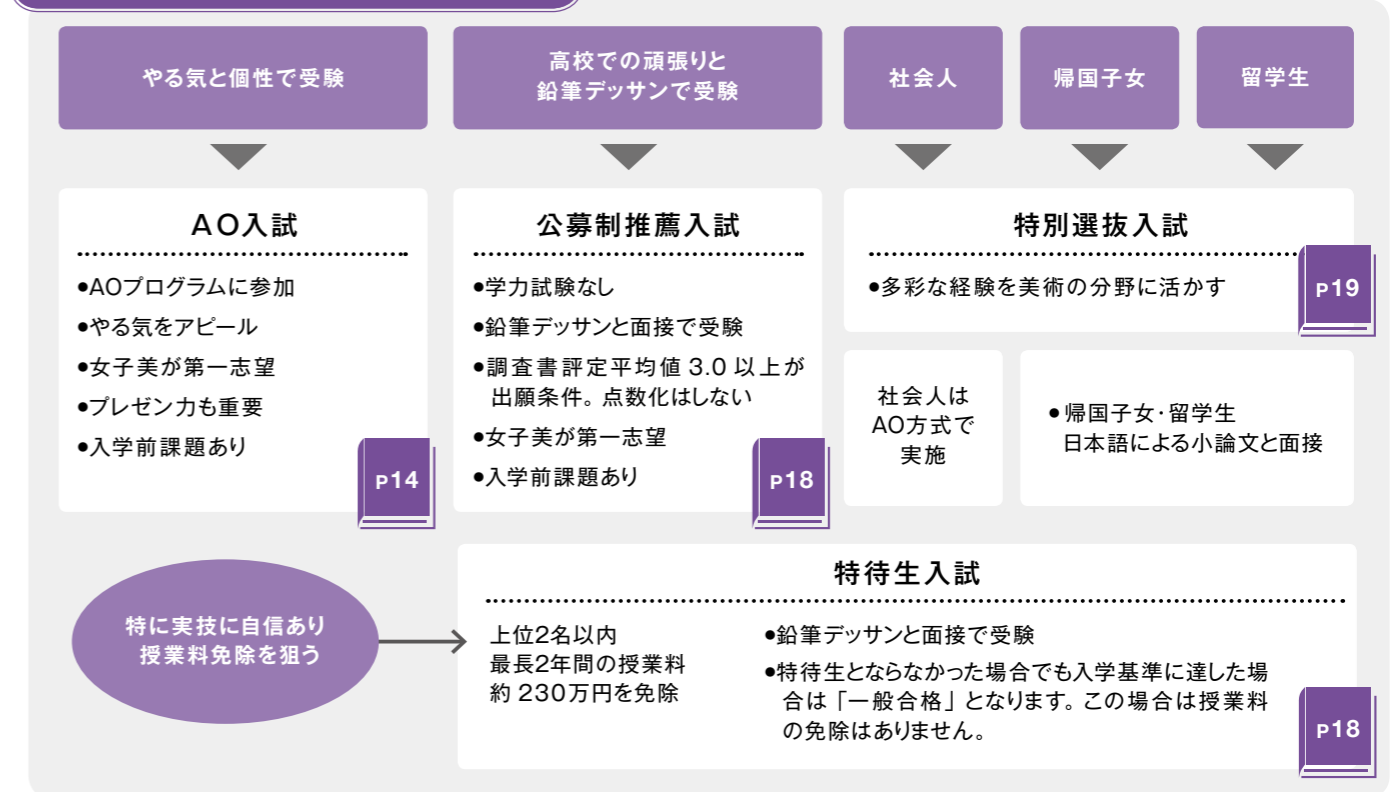 やる気と個性で受験
高校での頑張りと
鉛筆デッサンで受験
社会人
帰国子女
留学生
AO入試
●AOプログラムに参加
●やる気をアピール
●女子美が第一志望
●プレゼン力も重要
●入学前課題あり
P14
公募制推薦入試
●学力試験なし
●鉛筆デッサンと面接で受験
●調査書評定平均値 3.0 以上が
出願条件。点数化はしない
●女子美が第一志望
●入学前課題あり
P18
特別選抜入試
●多彩な経験を美術の分野に活かす
P19
社会人は
AO方式で
実施
●帰国子女・留学生
日本語による小論文と面接
特に実技に自信あり
授業料免除を狙う
特待生入試
上位2名以内
最長2年間の授業料
約 230万円を免除
●鉛筆デッサンと面接で受験
●特待生とならなかった場合でも入学基準に達した場
合は「一般合格」となります。この場合は授業料
の免除はありません。
P18